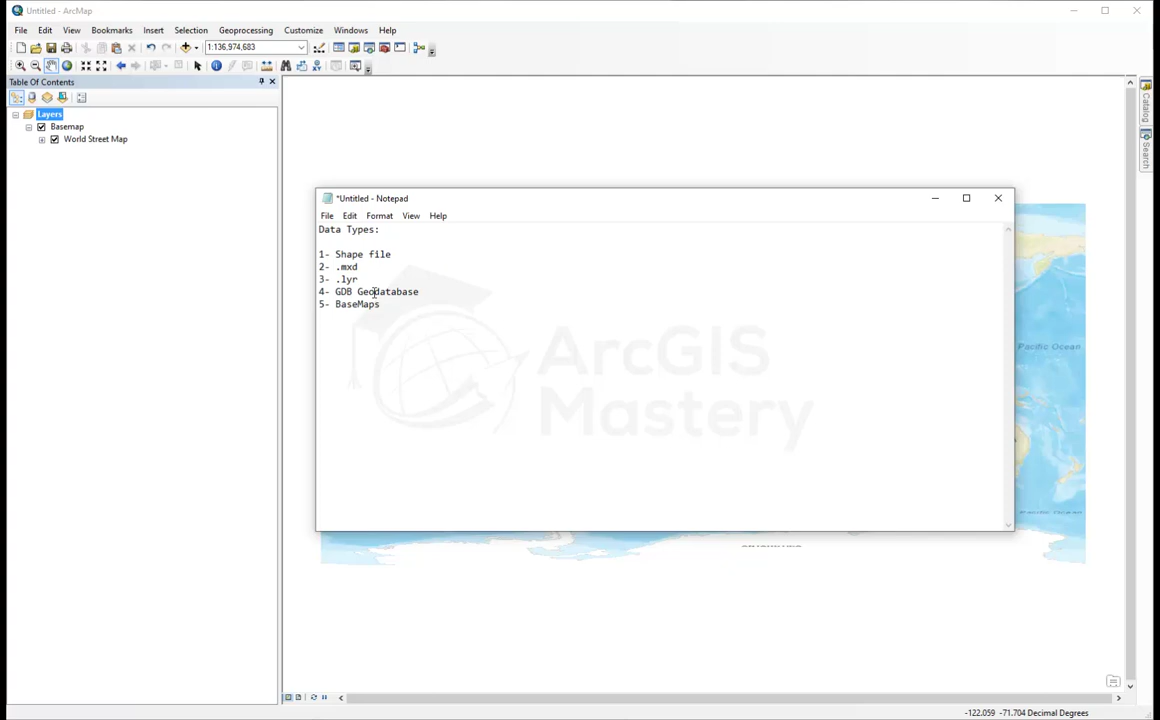 Untitled - ArcMap
File Edit View Bookmarks Insert Selection Geoprocessing Customize Windows Help
1:136,974,683
Table Of Contents
Layers
Basemap
World Street Map
Catalog
Search
*Untitled - Notepad
File Edit Format View Help
Data Types:
1- Shape file
2- .mxd
3- .lyr
4- GDB Geodatabase
5- BaseMaps
ArcGIS
Mastery
Pacific Ocean
-122.059 -71.704 Decimal Degrees